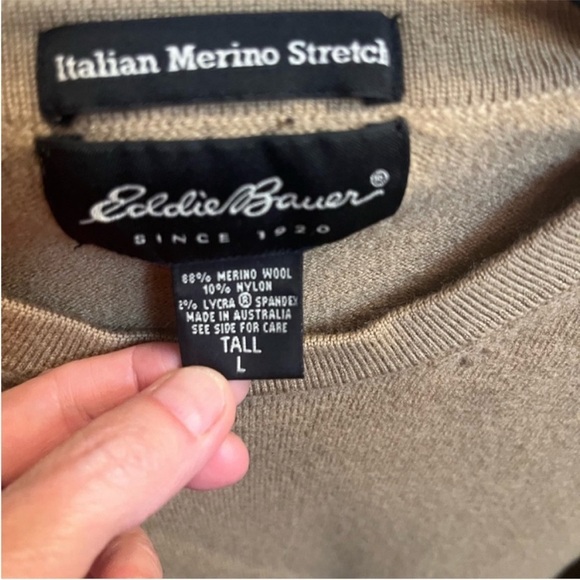 Italian Merino Stretch
Eddie Bauer®
SINCE 1920
88% MERINO WOOL
10% NYLON
2% LYCRA ® SPANDEX
MADE IN AUSTRALIA
SEE SIDE FOR CARE
TALL
L